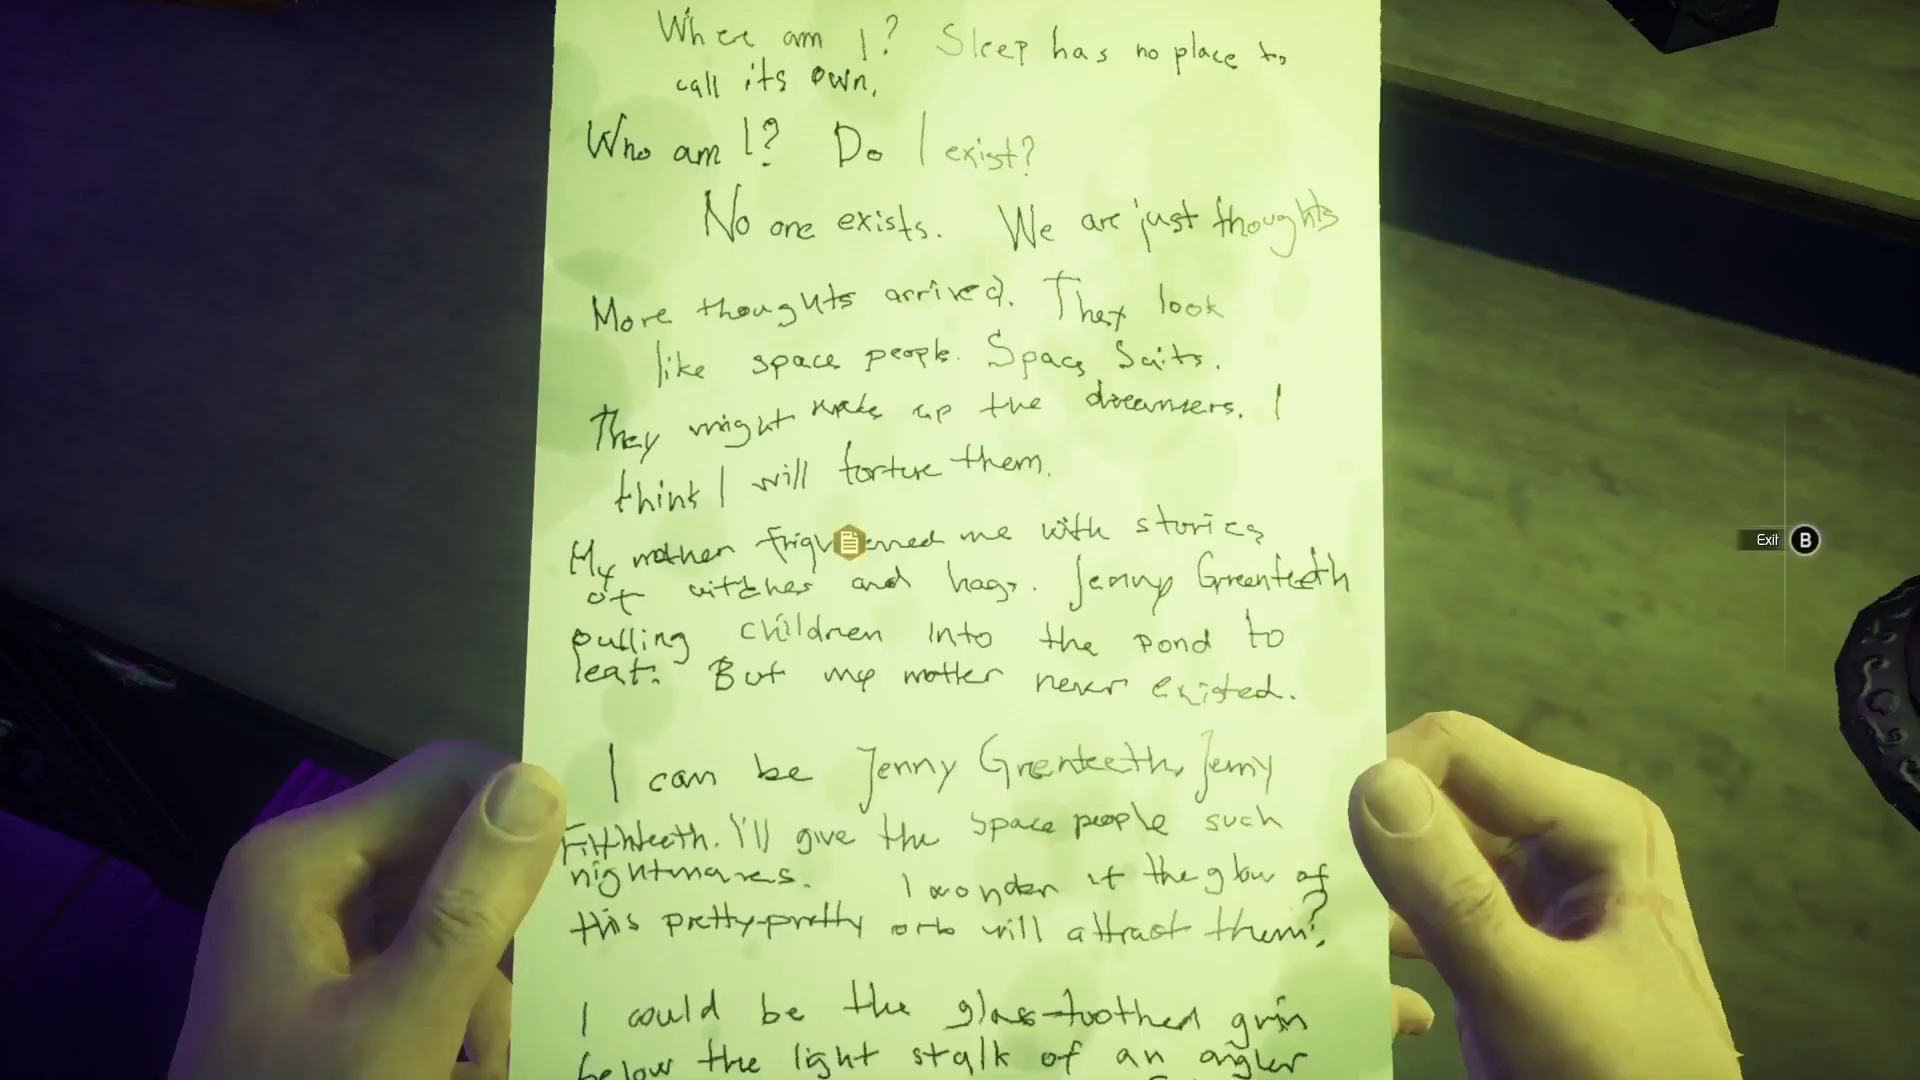 Where am I? Sleep has no place to
call its own.
Who am I? Do I exist?
No one exists. We are just thoughts
More thoughts arrived. They look
like space people. Space Suits.
They might wake up the dreamers. I
think I will torture them.
My mother me with stories
of witches and hags. Jenny Greenteeth
pulling children into the pond to
eat. But my mother never existed.
I can be Jenny Greenteeth, Jenny
Filthteeth. I'll give the space people such
nightmares. I wonder if the glow of
this pretty-pretty orb will attract them?
I could be the glass-toothed grin
below the light stalk of an angler
Exit B